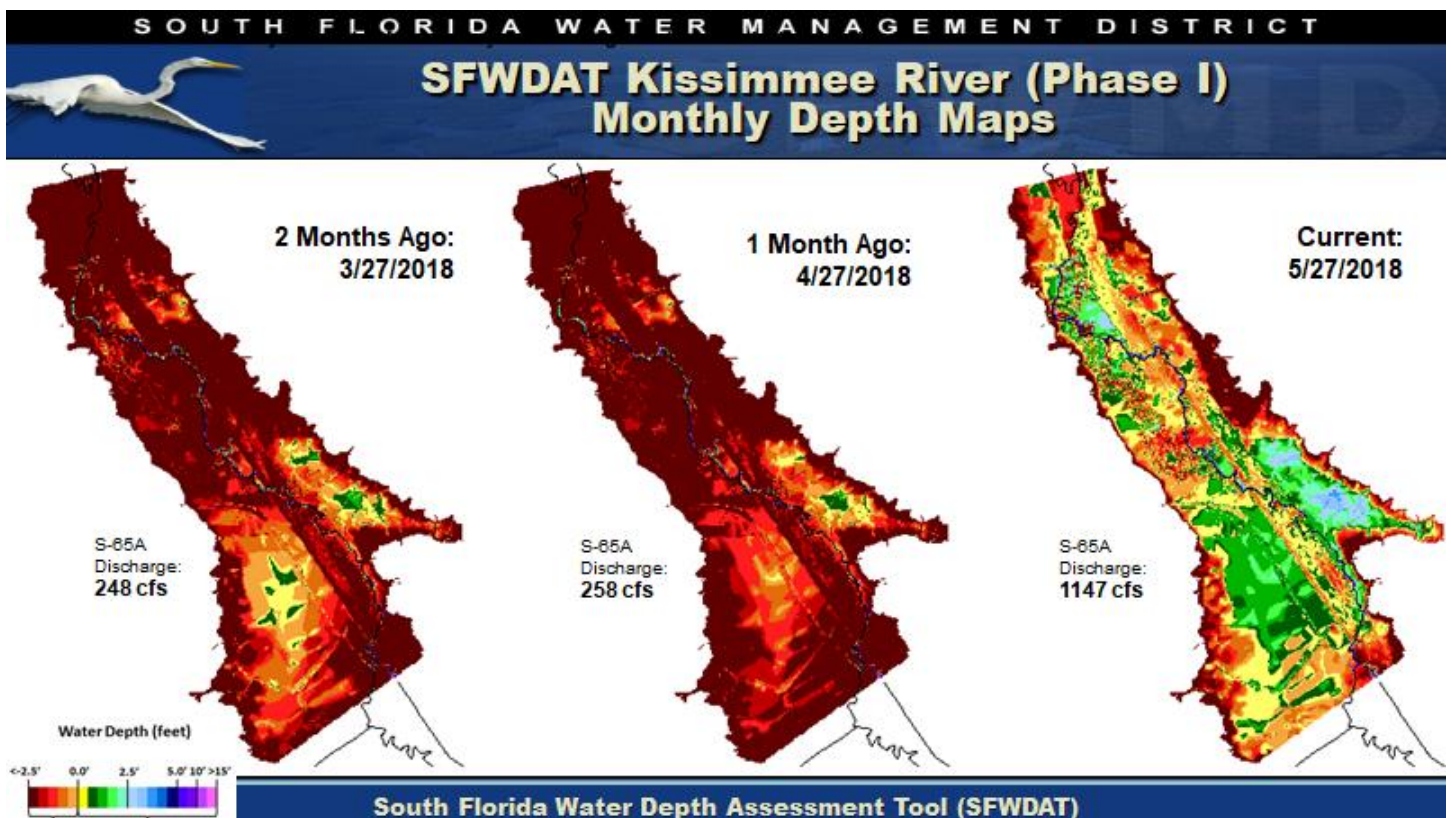 SOUTH FLORIDA WATER MANAGEMENT DISTRICT
SFWDAT Kissimmee River (Phase I)
Monthly Depth Maps
2 Months Ago:
3/27/2018
1 Month Ago:
4/27/2018
Current:
5/27/2018
S-65A
Discharge:
248 cfs
S-65A
Discharge:
258 cfs
S-65A
Discharge:
1147 cfs
Water Depth (feet)
<-2.5' 0.0' 2.5' 5.0' 10' >15'
South Florida Water Depth Assessment Tool (SFWDAT)